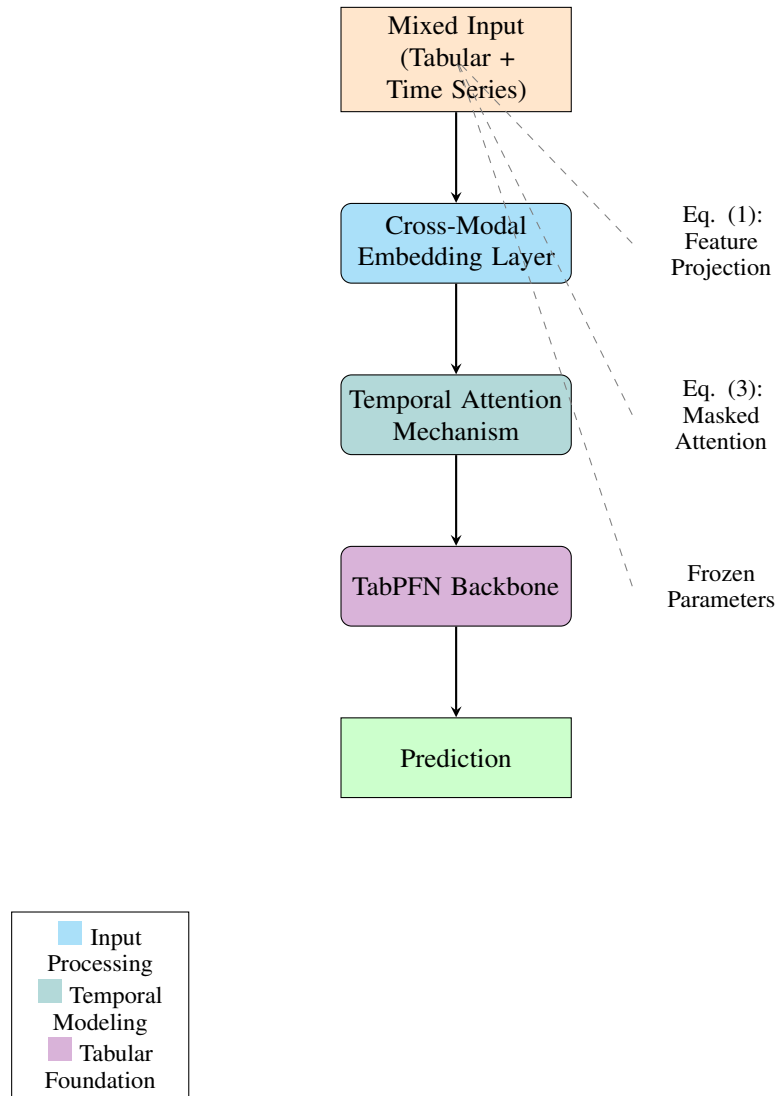 Mixed Input
(Tabular +
Time Series)
Cross-Modal
Embedding Layer
Eq. (1):
Feature
Projection
Temporal Attention
Mechanism
Eq. (3):
Masked
Attention
TabPFN Backbone
Frozen
Parameters
Prediction
Input
Processing
Temporal
Modeling
Tabular
Foundation